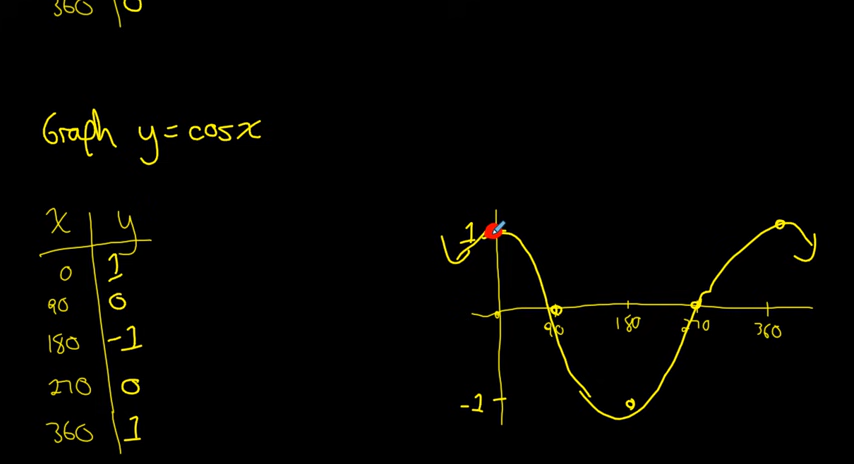 360 0
Graph y = cosx
x y
0 1
90 0
180 -1
270 0
360 1
1
90 180 270 360
-1